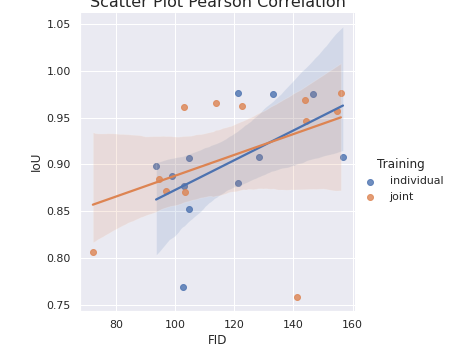 Scatter Plot Pearson Correlation
1.05
1.00
0.95
0.90
0.85
0.80
0.75
IoU
80
100
120
140
160
FID
Training
individual
joint